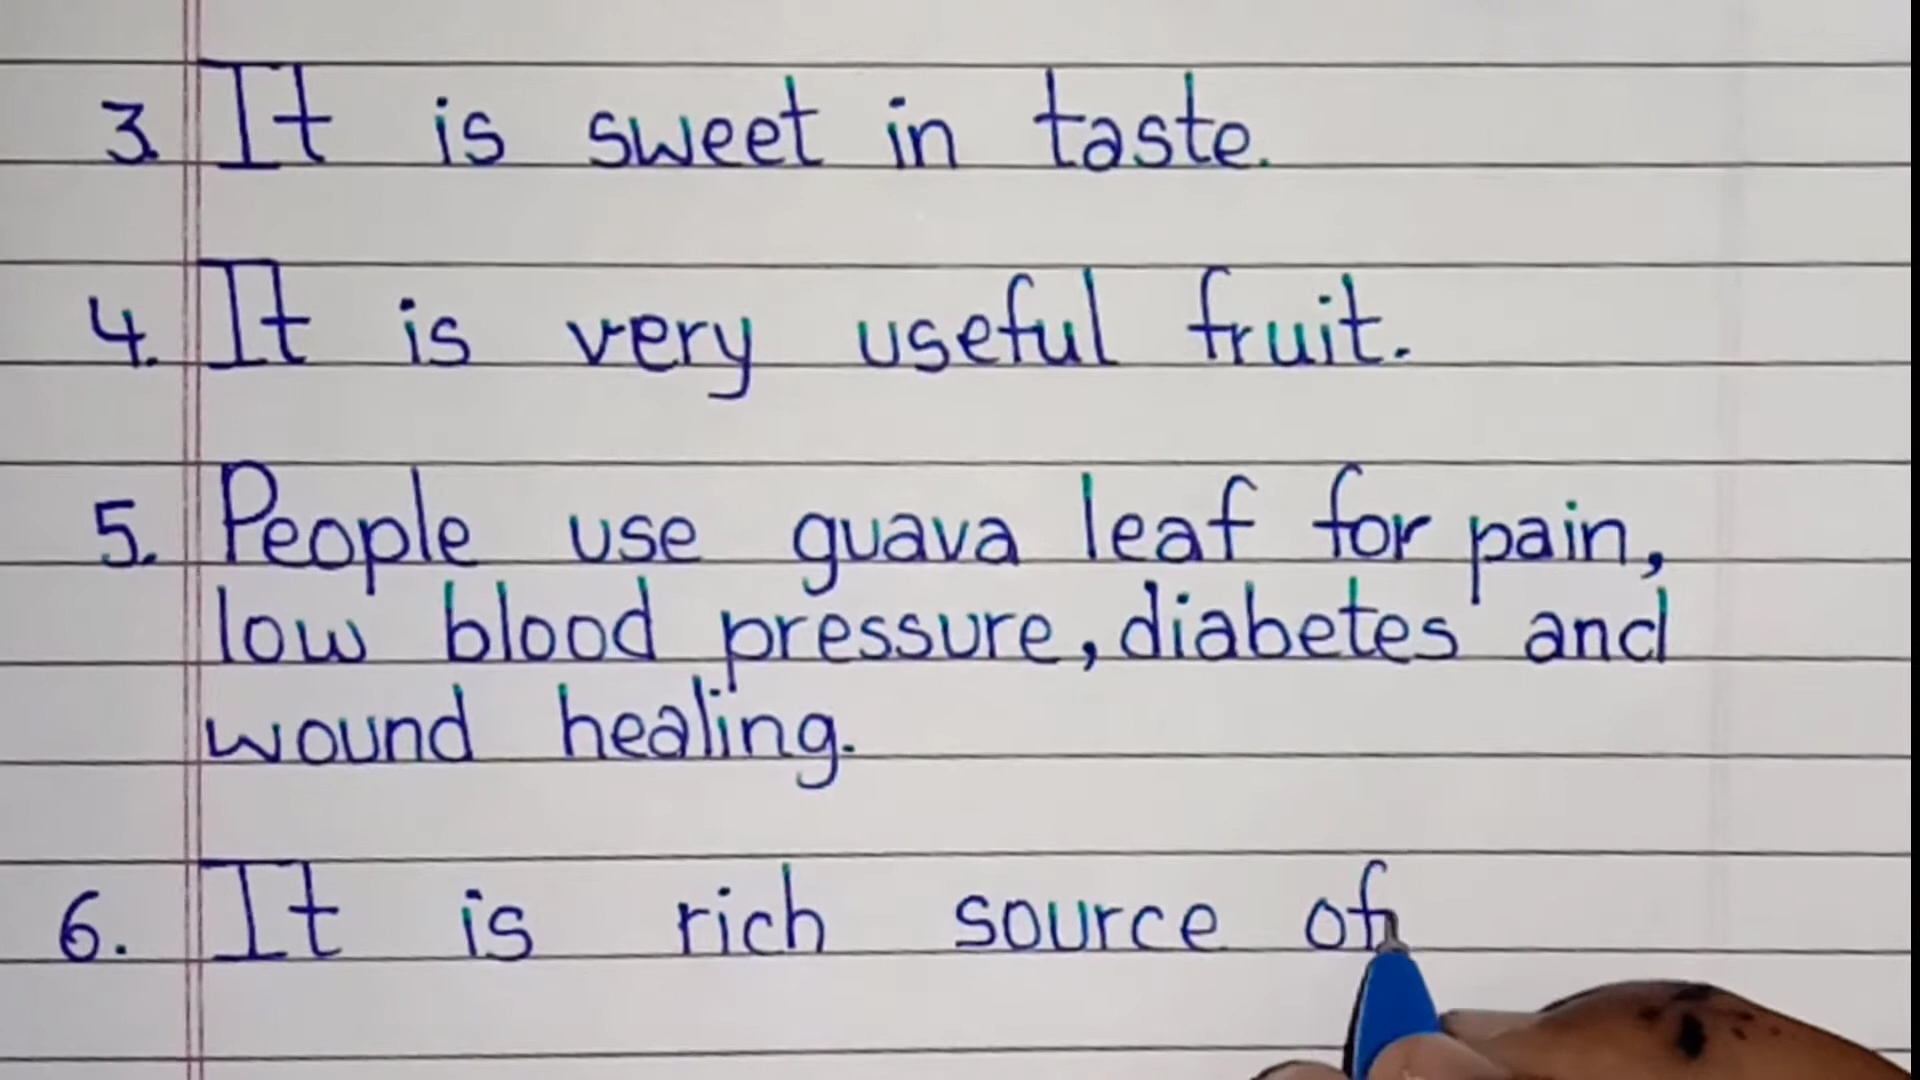 3. It is sweet in taste.
4. It is very useful fruit.
5. People use guava leaf for pain,
low blood pressure, diabetes and
wound healing.
6. It is rich source of